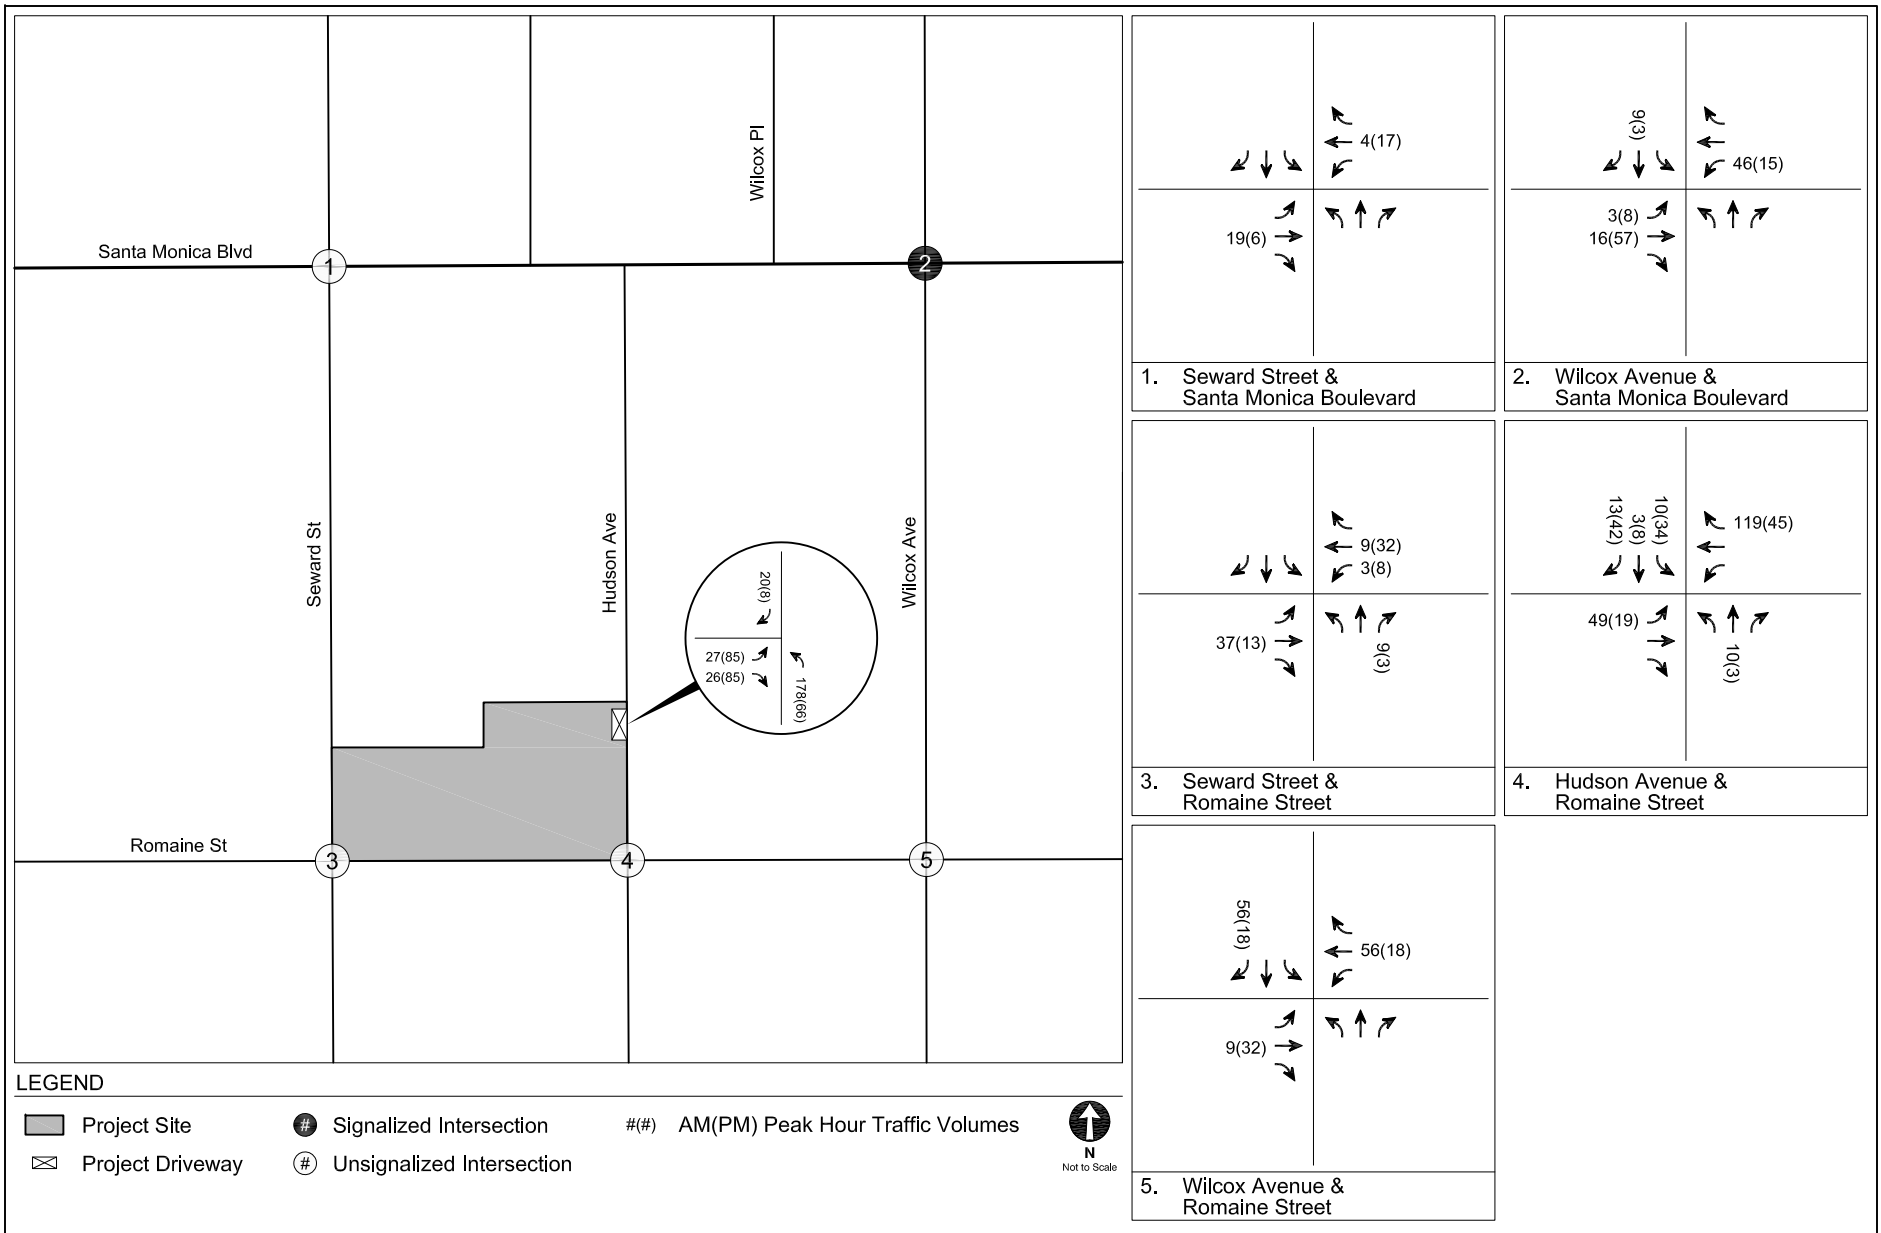 Wilcox Pl
Santa Monica Blvd
1
2
Seward St
Hudson Ave
Wilcox Ave
20(8)
27(85)
26(85)
178(66)
Romaine St
3
4
5
4(17)
19(6)
1. Seward Street &
Santa Monica Boulevard
9(3)
46(15)
3(8)
16(57)
2. Wilcox Avenue &
Santa Monica Boulevard
9(32)
3(8)
37(13)
9(3)
3. Seward Street &
Romaine Street
13(42)
3(8)
10(34)
119(45)
49(19)
10(3)
4. Hudson Avenue &
Romaine Street
56(18)
56(18)
9(32)
5. Wilcox Avenue &
Romaine Street
LEGEND
Project Site
# Signalized Intersection
#(#) AM(PM) Peak Hour Traffic Volumes
Project Driveway
# Unsignalized Intersection
N
Not to Scale